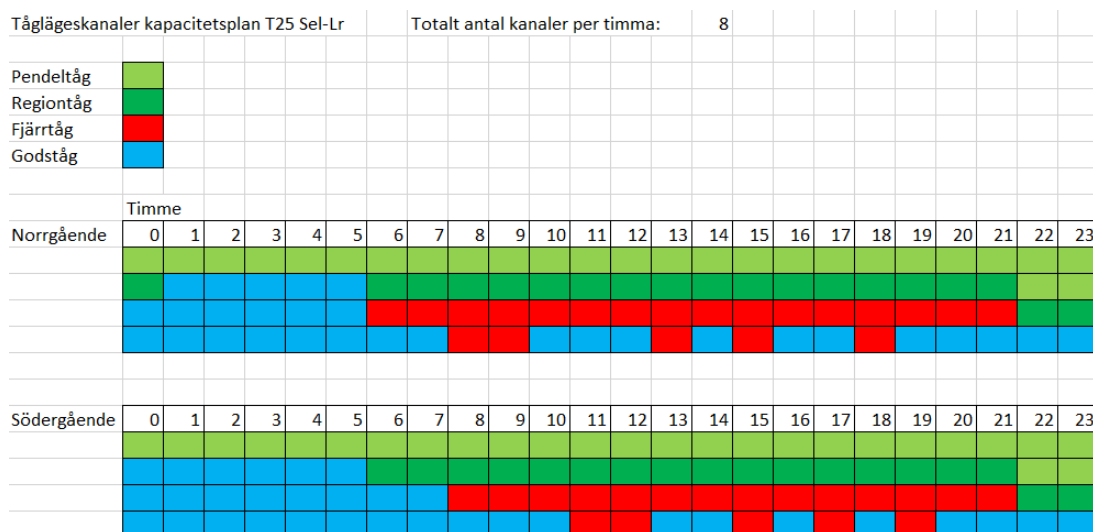 Tåglägeskanaler kapacitetsplan T25 Sel-Lr Totalt antal kanaler per timma: 8
Pendeltåg
Regiontåg
Fjärrtåg
Godståg
Timme
Norrgående 0 1 2 3 4 5 6 7 8 9 10 11 12 13 14 15 16 17 18 19 20 21 22 23
Södergående 0 1 2 3 4 5 6 7 8 9 10 11 12 13 14 15 16 17 18 19 20 21 22 23